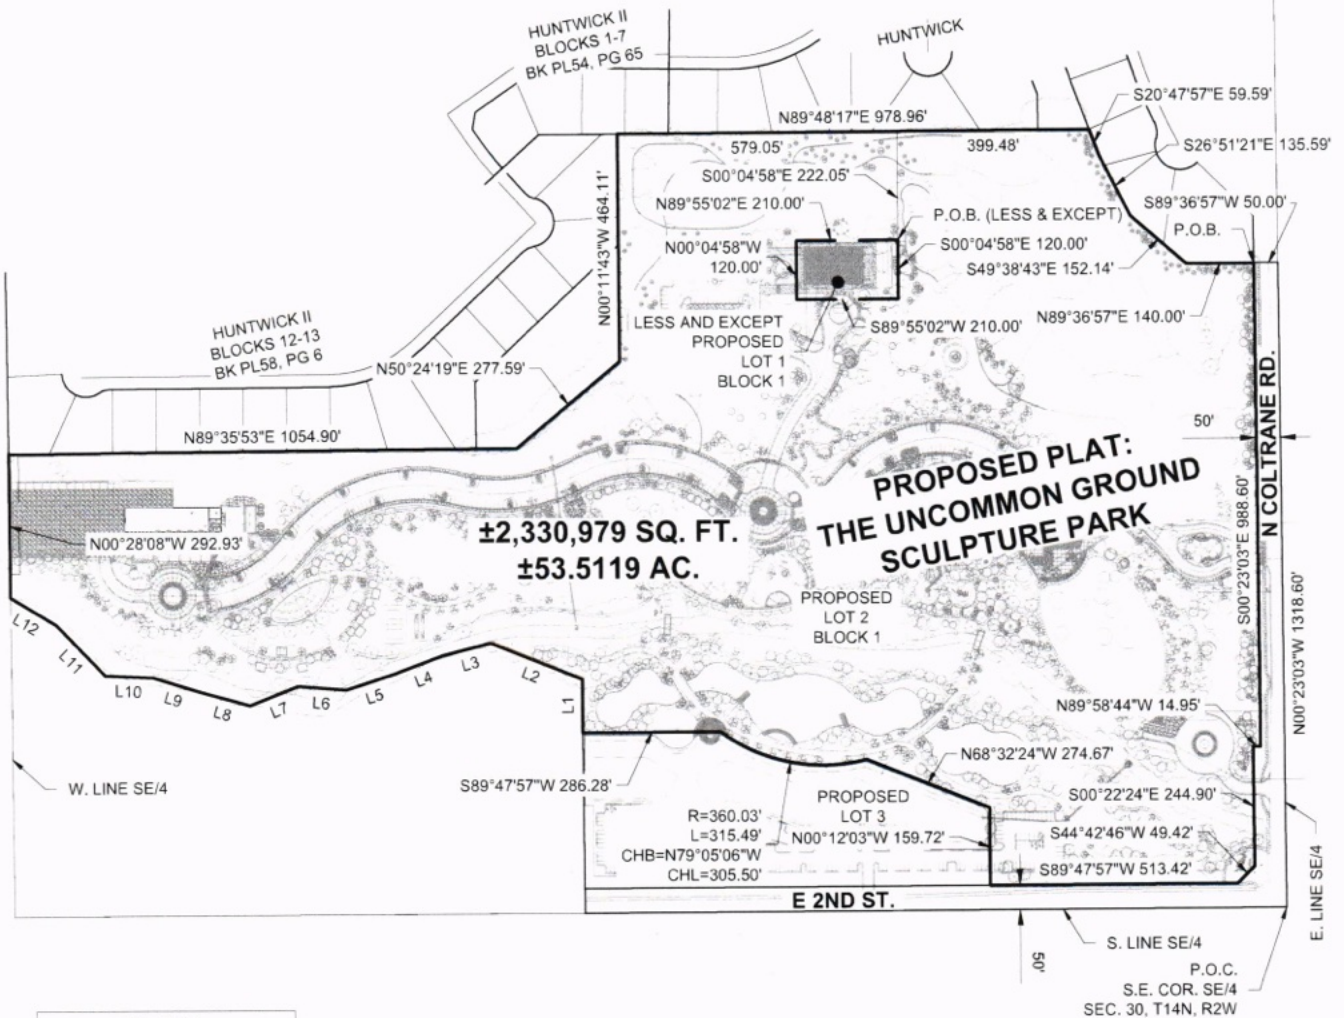 HUNTWICK II
BLOCKS 1-7
BK PL54, PG 65
HUNTWICK
S20°47'57"E 59.59'
N89°48'17"E 978.96'
S26°51'21"E 135.59'
579.05'
399.48'
S00°04'58"E 222.05'
S89°36'57"W 50.00'
N89°55'02"E 210.00'
P.O.B. (LESS & EXCEPT)
P.O.B.
N00°11'43"W 464.11'
N00°04'58"W
120.00'
S00°04'58"E 120.00'
S49°38'43"E 152.14'
HUNTWICK II
BLOCKS 12-13
BK PL58, PG 6
LESS AND EXCEPT
PROPOSED
LOT 1
BLOCK 1
S89°55'02"W 210.00'
N89°36'57"E 140.00'
N50°24'19"E 277.59'
N89°35'53"E 1054.90'
50'
N COLTRANE RD.
PROPOSED PLAT:
THE UNCOMMON GROUND
SCULPTURE PARK
±2,330,979 SQ. FT.
±53.5119 AC.
N00°28'08"W 292.93'
S00°23'03"E 988.60'
N00°23'03"W 1318.60'
PROPOSED
LOT 2
BLOCK 1
L12
L11
L10
L9
L8
L7
L6
L5
L4
L3
L2
L1
N89°58'44"W 14.95'
N68°32'24"W 274.67'
W. LINE SE/4
S89°47'57"W 286.28'
S00°22'24"E 244.90'
PROPOSED
LOT 3
R=360.03'
L=315.49'
CHB=N79°05'06"W
CHL=305.50'
N00°12'03"W 159.72'
S44°42'46"W 49.42'
S89°47'57"W 513.42'
E 2ND ST.
E. LINE SE/4
S. LINE SE/4
50'
P.O.C.
S.E. COR. SE/4
SEC. 30, T14N, R2W